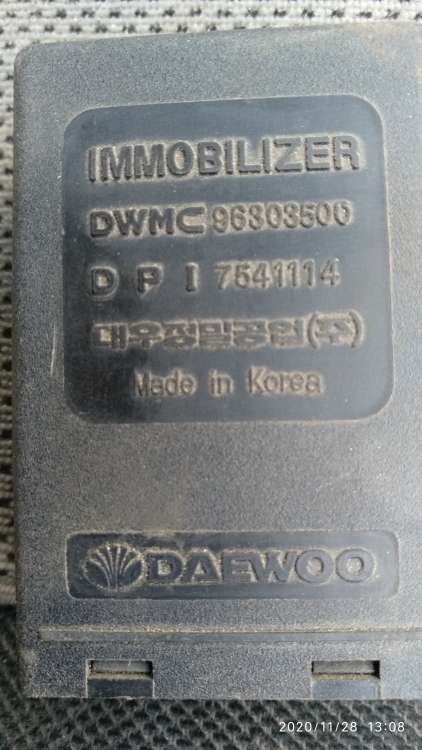 IMMOBILIZER
DWMC 96303500
D P I 7541114
대우정밀공업(주)
Made in Korea
DAEWOO
2020/11/28 13:08